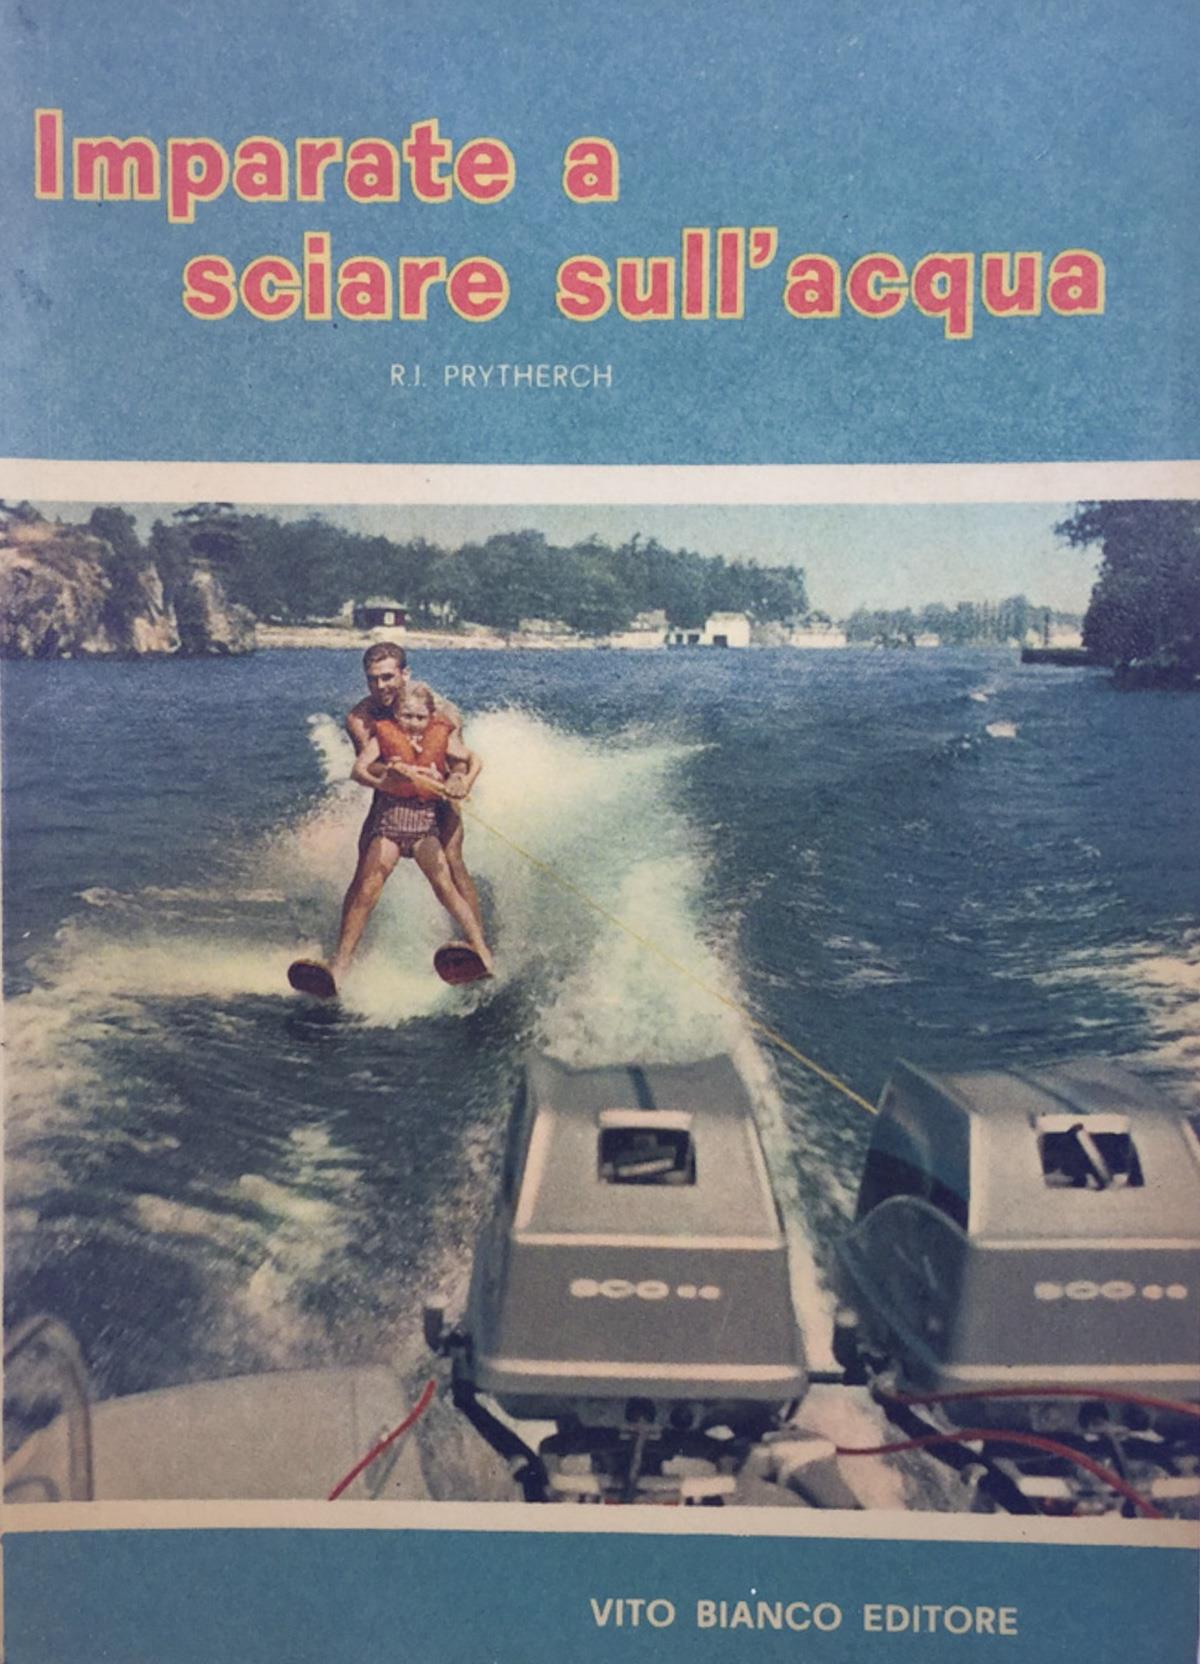 Imparate a
sciare sull'acqua
R.J. PRYTHERCH
VITO BIANCO EDITORE